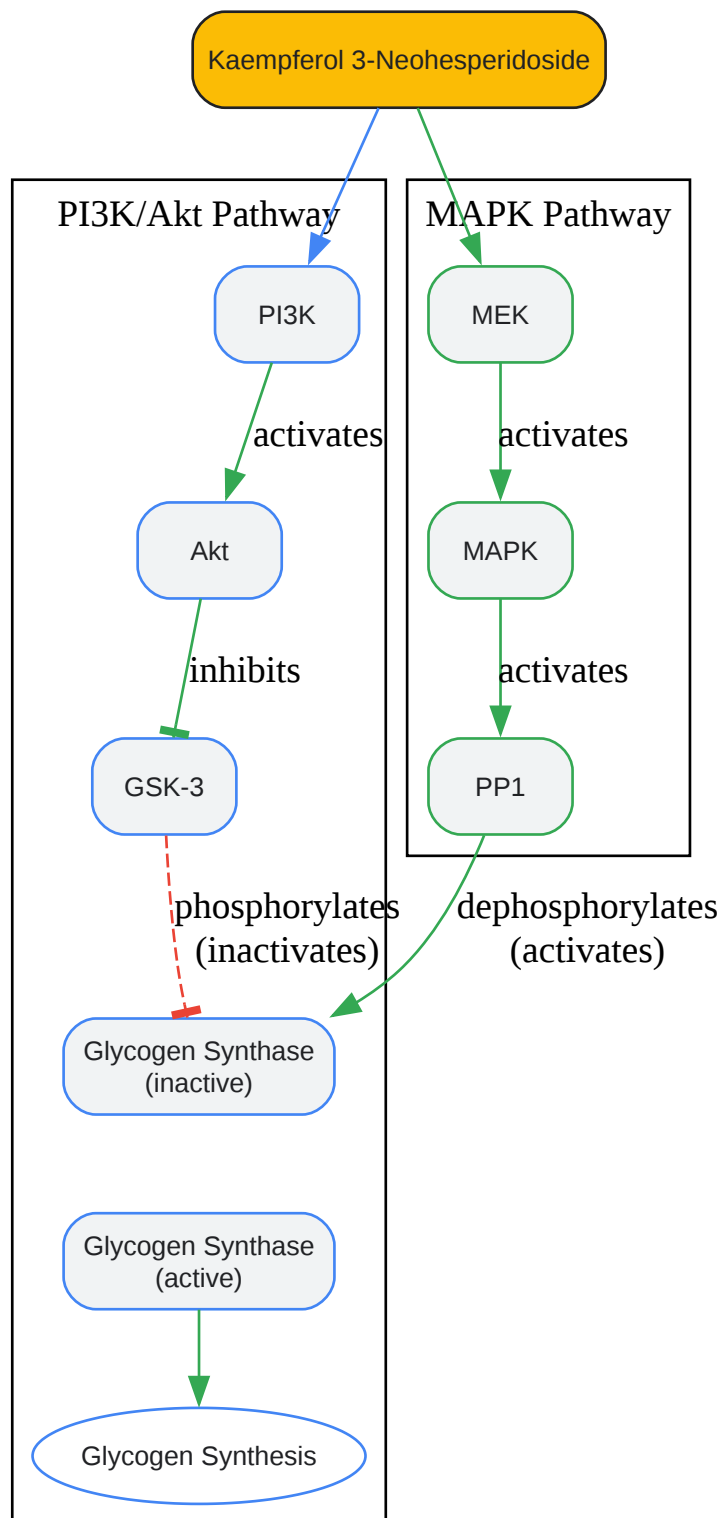 Kaempferol 3-Neohesperidoside
PI3K/Akt Pathway
MAPK Pathway
PI3K
MEK
activates
activates
Akt
MAPK
inhibits
activates
GSK-3
PP1
phosphorylates
(inactivates)
dephosphorylates
(activates)
Glycogen Synthase
(inactive)
Glycogen Synthase
(active)
Glycogen Synthesis